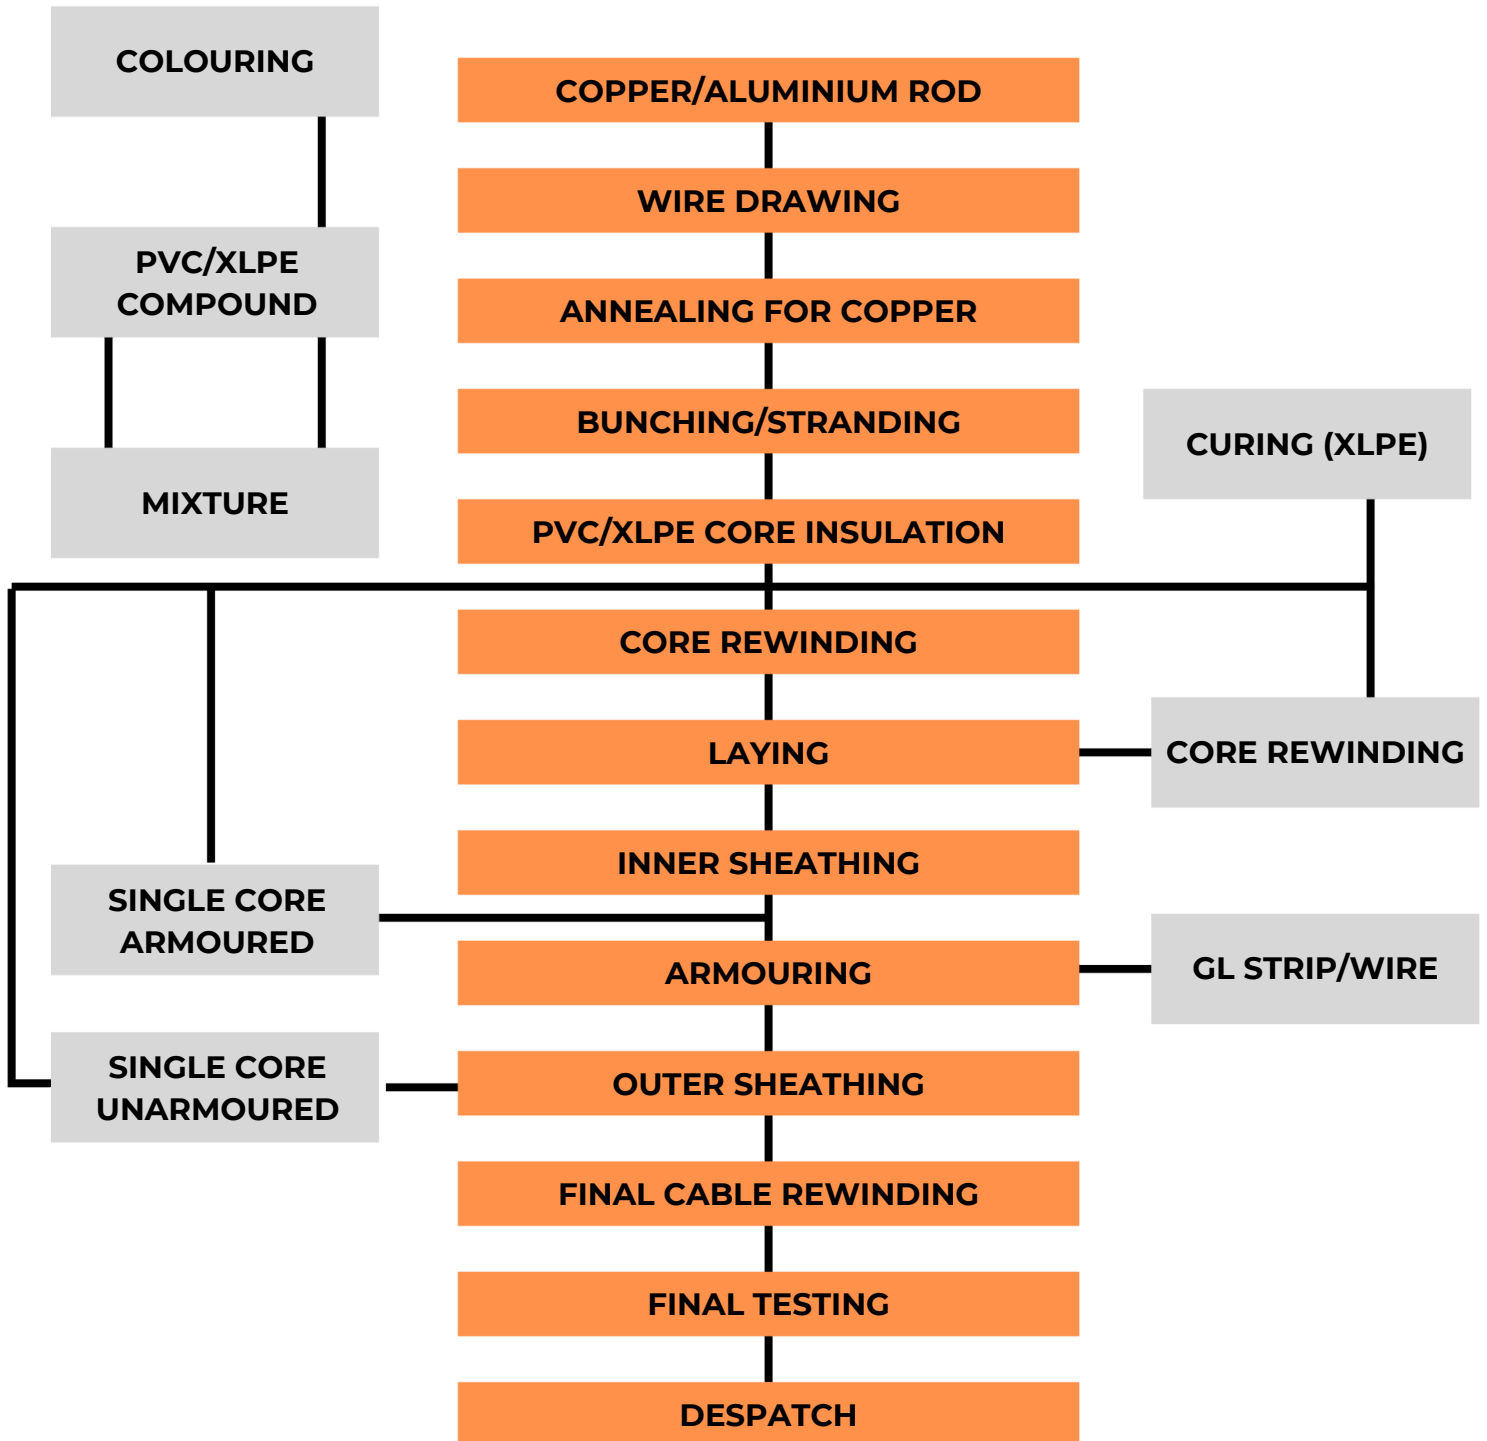 COLOURING
COPPER/ALUMINIUM ROD
WIRE DRAWING
PVC/XLPE
COMPOUND
ANNEALING FOR COPPER
BUNCHING/STRANDING
CURING (XLPE)
MIXTURE
PVC/XLPE CORE INSULATION
CORE REWINDING
LAYING
CORE REWINDING
INNER SHEATHING
SINGLE CORE
ARMOURED
ARMOURING
GL STRIP/WIRE
SINGLE CORE
UNARMOURED
OUTER SHEATHING
FINAL CABLE REWINDING
FINAL TESTING
DESPATCH